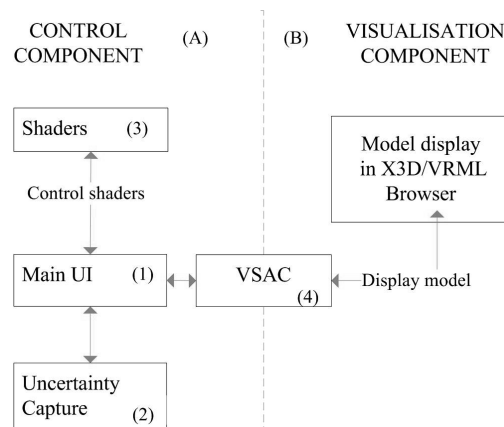 CONTROL
COMPONENT
(A)
(B)
VISUALISATION
COMPONENT
Shaders (3)
Control shaders
Main UI (1)
Uncertainty
Capture (2)
VSAC
(4)
Display model
Model display
in X3D/VRML
Browser